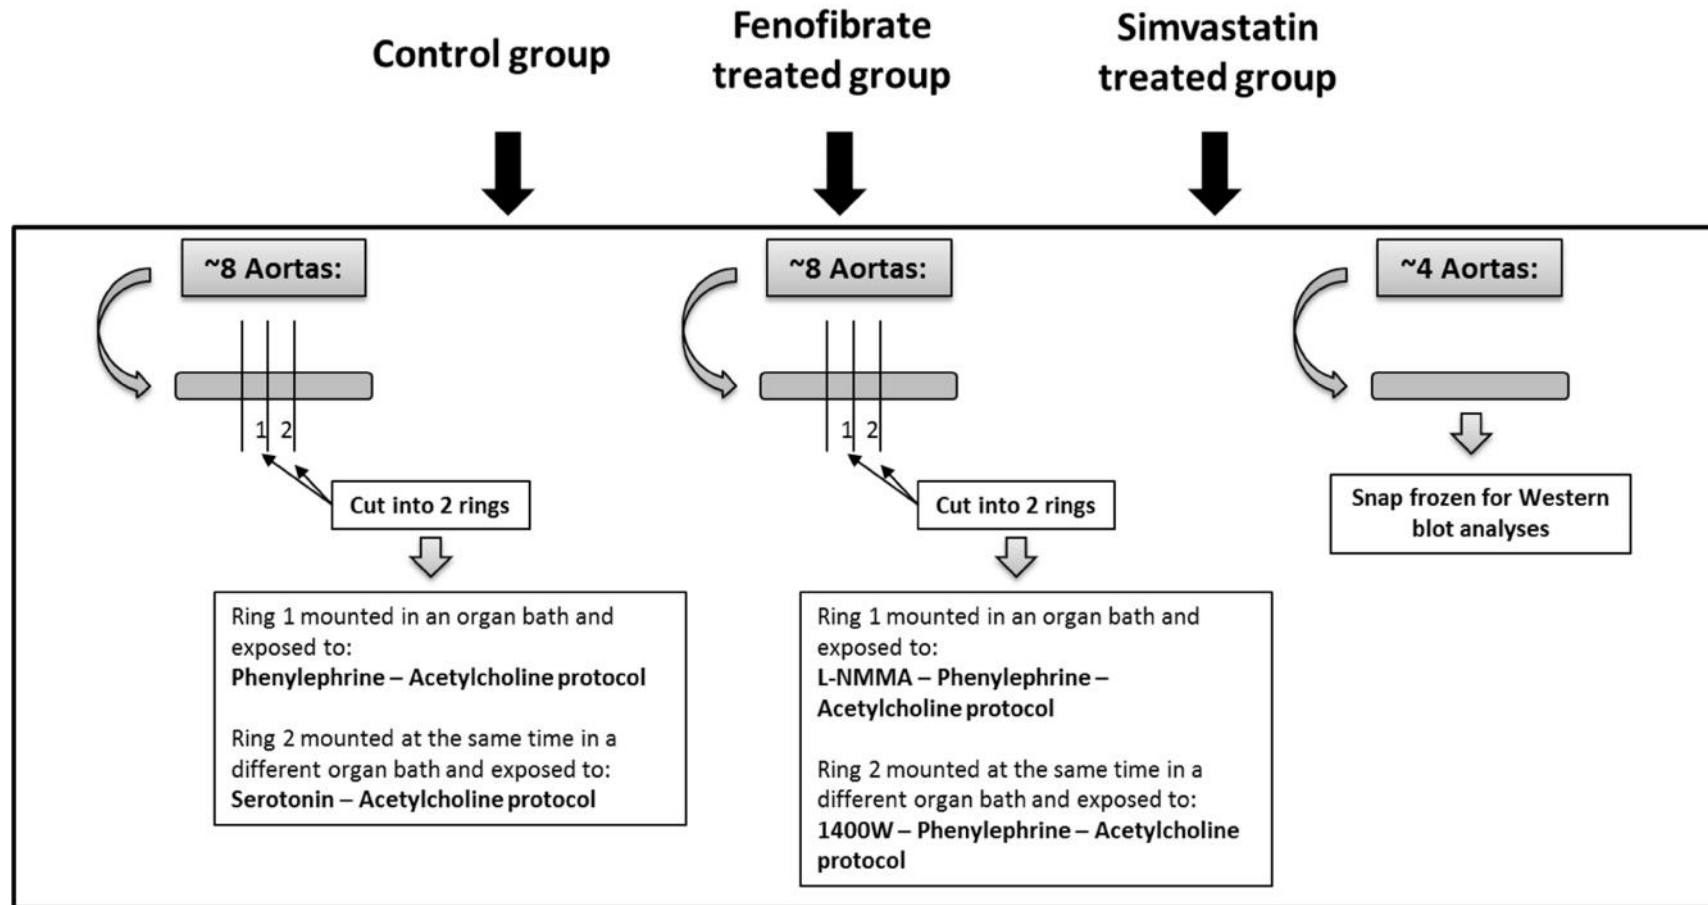 Control group
Fenofibrate
treated group
Simvastatin
treated group
~8 Aortas:
1 2
Cut into 2 rings
Ring 1 mounted in an organ bath and
exposed to:
Phenylephrine – Acetylcholine protocol
Ring 2 mounted at the same time in a
different organ bath and exposed to:
Serotonin – Acetylcholine protocol
~8 Aortas:
1 2
Cut into 2 rings
Ring 1 mounted in an organ bath and
exposed to:
L-NMMA – Phenylephrine –
Acetylcholine protocol
Ring 2 mounted at the same time in a
different organ bath and exposed to:
1400W – Phenylephrine – Acetylcholine
protocol
~4 Aortas:
Snap frozen for Western
blot analyses